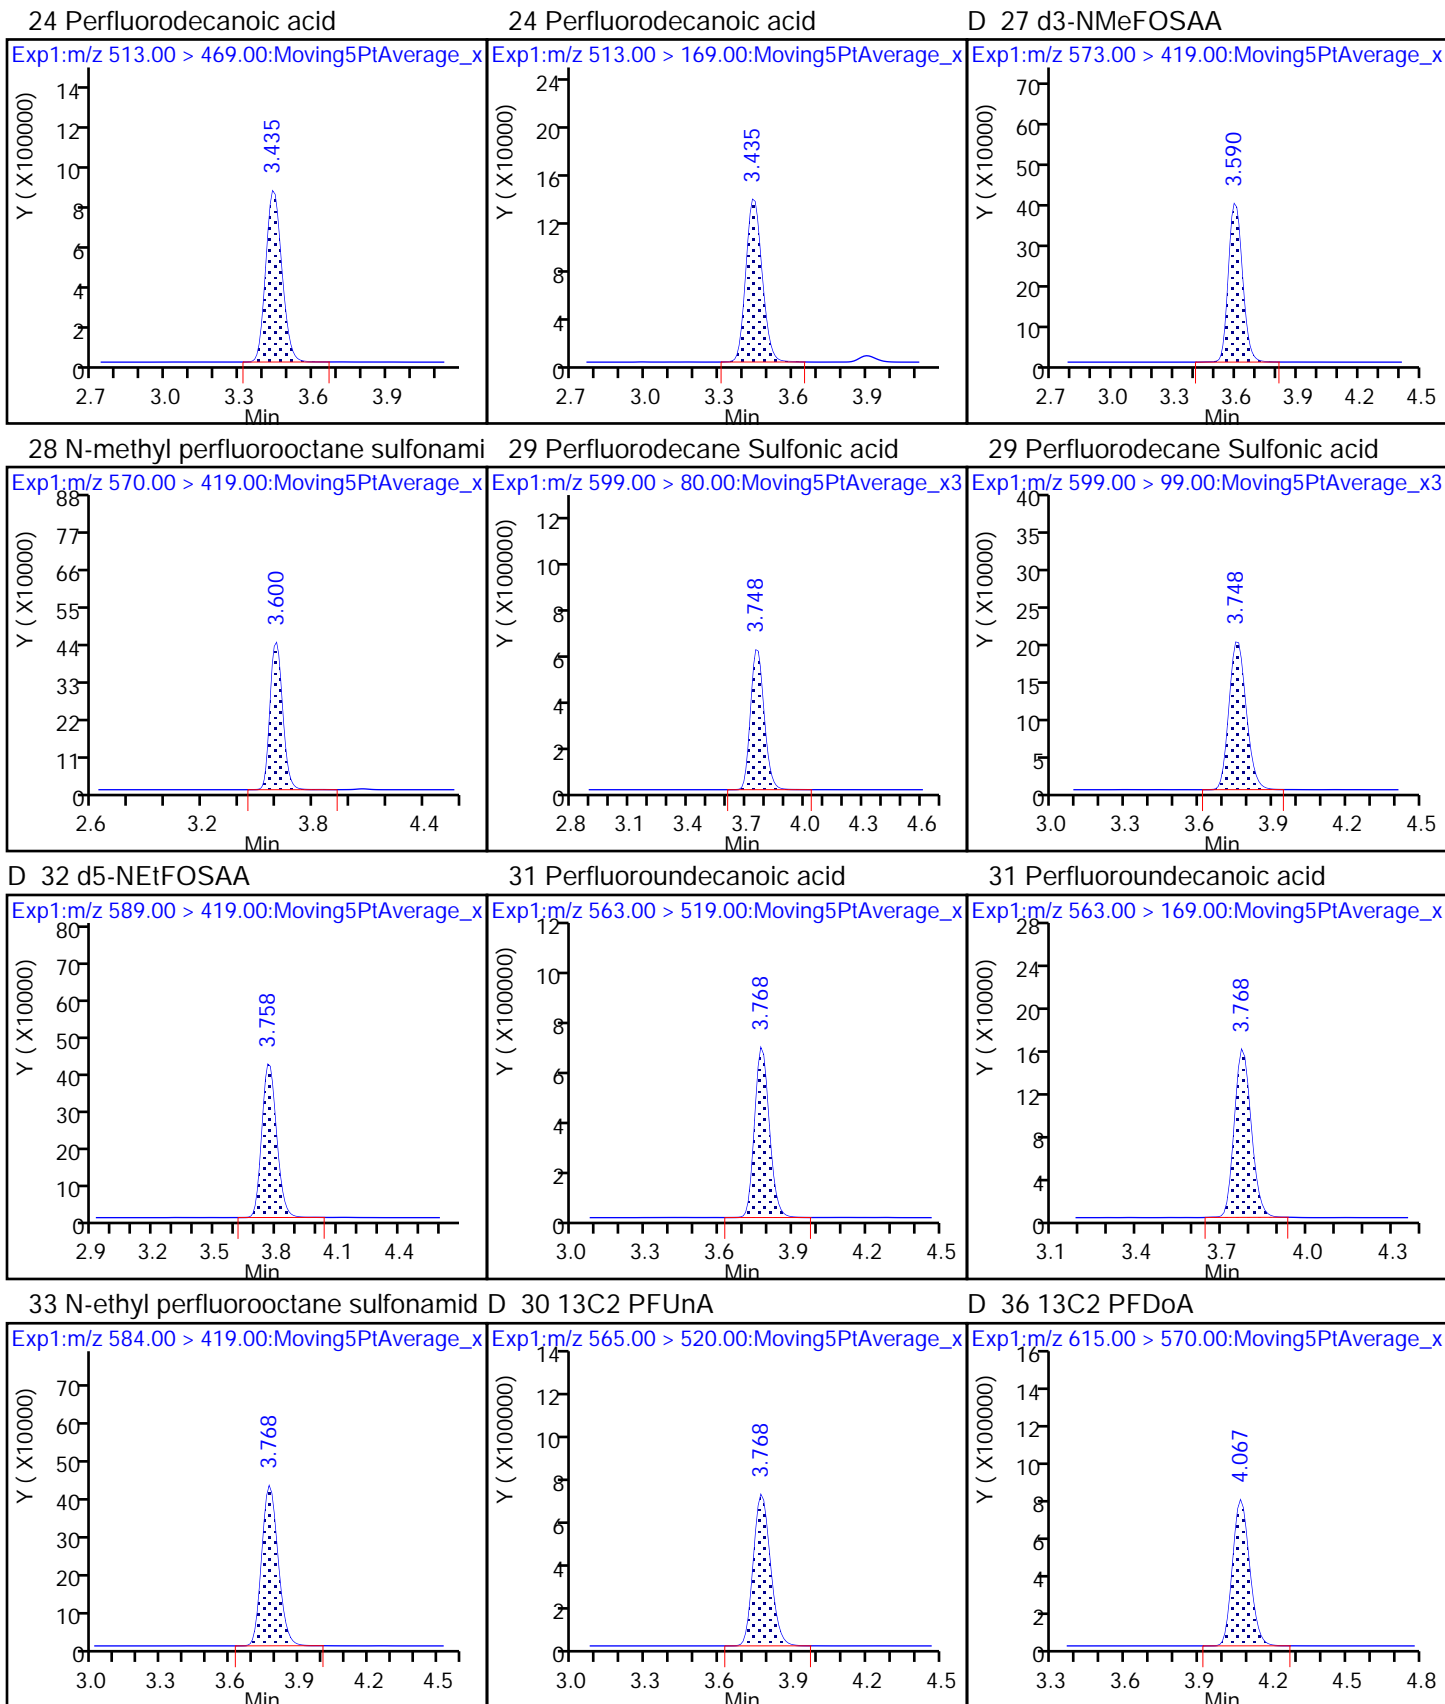 24 Perfluorodecanoic acid
Exp1:m/z 513.00 > 469.00:Moving5PtAverage_x
Y ( X100000)
14
12
10
8
6
4
2
0
3.435
2.7 3.0 3.3 3.6 3.9
Min
24 Perfluorodecanoic acid
Exp1:m/z 513.00 > 169.00:Moving5PtAverage_x
Y ( X10000)
24
20
16
12
8
4
0
3.435
2.7 3.0 3.3 3.6 3.9
Min
D 27 d3-NMeFOSAA
Exp1:m/z 573.00 > 419.00:Moving5PtAverage_x
Y ( X10000)
70
60
50
40
30
20
10
0
3.590
2.7 3.0 3.3 3.6 3.9 4.2 4.5
Min
28 N-methyl perfluorooctane sulfonami
Exp1:m/z 570.00 > 419.00:Moving5PtAverage_x
Y ( X10000)
88
77
66
55
44
33
22
11
0
3.600
2.6 3.2 3.8 4.4
Min
29 Perfluorodecane Sulfonic acid
Exp1:m/z 599.00 > 80.00:Moving5PtAverage_x3
Y ( X100000)
12
10
8
6
4
2
0
3.748
2.8 3.1 3.4 3.7 4.0 4.3 4.6
Min
29 Perfluorodecane Sulfonic acid
Exp1:m/z 599.00 > 99.00:Moving5PtAverage_x3
Y ( X10000)
40
35
30
25
20
15
10
5
0
3.748
3.0 3.3 3.6 3.9 4.2 4.5
Min
D 32 d5-NEtFOSAA
Exp1:m/z 589.00 > 419.00:Moving5PtAverage_x
Y ( X10000)
80
70
60
50
40
30
20
10
0
3.758
2.9 3.2 3.5 3.8 4.1 4.4
Min
31 Perfluoroundecanoic acid
Exp1:m/z 563.00 > 519.00:Moving5PtAverage_x
Y ( X100000)
12
10
8
6
4
2
0
3.768
3.0 3.3 3.6 3.9 4.2 4.5
Min
31 Perfluoroundecanoic acid
Exp1:m/z 563.00 > 169.00:Moving5PtAverage_x
Y ( X10000)
28
24
20
16
12
8
4
0
3.768
3.1 3.4 3.7 4.0 4.3
Min
33 N-ethyl perfluorooctane sulfonamid
Exp1:m/z 584.00 > 419.00:Moving5PtAverage_x
Y ( X10000)
70
60
50
40
30
20
10
0
3.768
3.0 3.3 3.6 3.9 4.2 4.5
Min
D 30 13C2 PFUnA
Exp1:m/z 565.00 > 520.00:Moving5PtAverage_x
Y ( X100000)
14
12
10
8
6
4
2
0
3.768
3.0 3.3 3.6 3.9 4.2 4.5
Min
D 36 13C2 PFDoA
Exp1:m/z 615.00 > 570.00:Moving5PtAverage_x
Y ( X100000)
16
14
12
10
8
6
4
2
0
4.067
3.3 3.6 3.9 4.2 4.5 4.8
Min